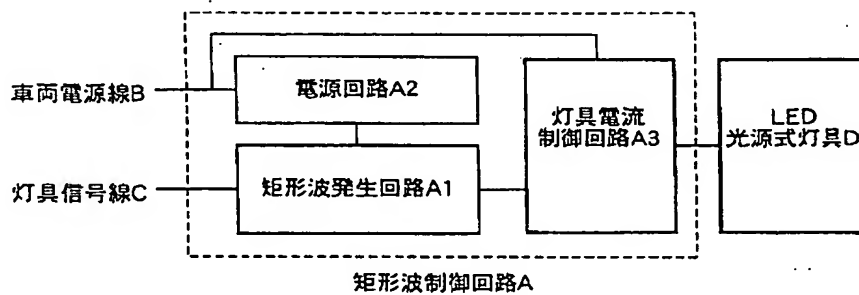 車両電源線B
電源回路A2
灯具電流
制御回路A3
LED
光源式灯具D
灯具信号線C
矩形波発生回路A1
矩形波制御回路A